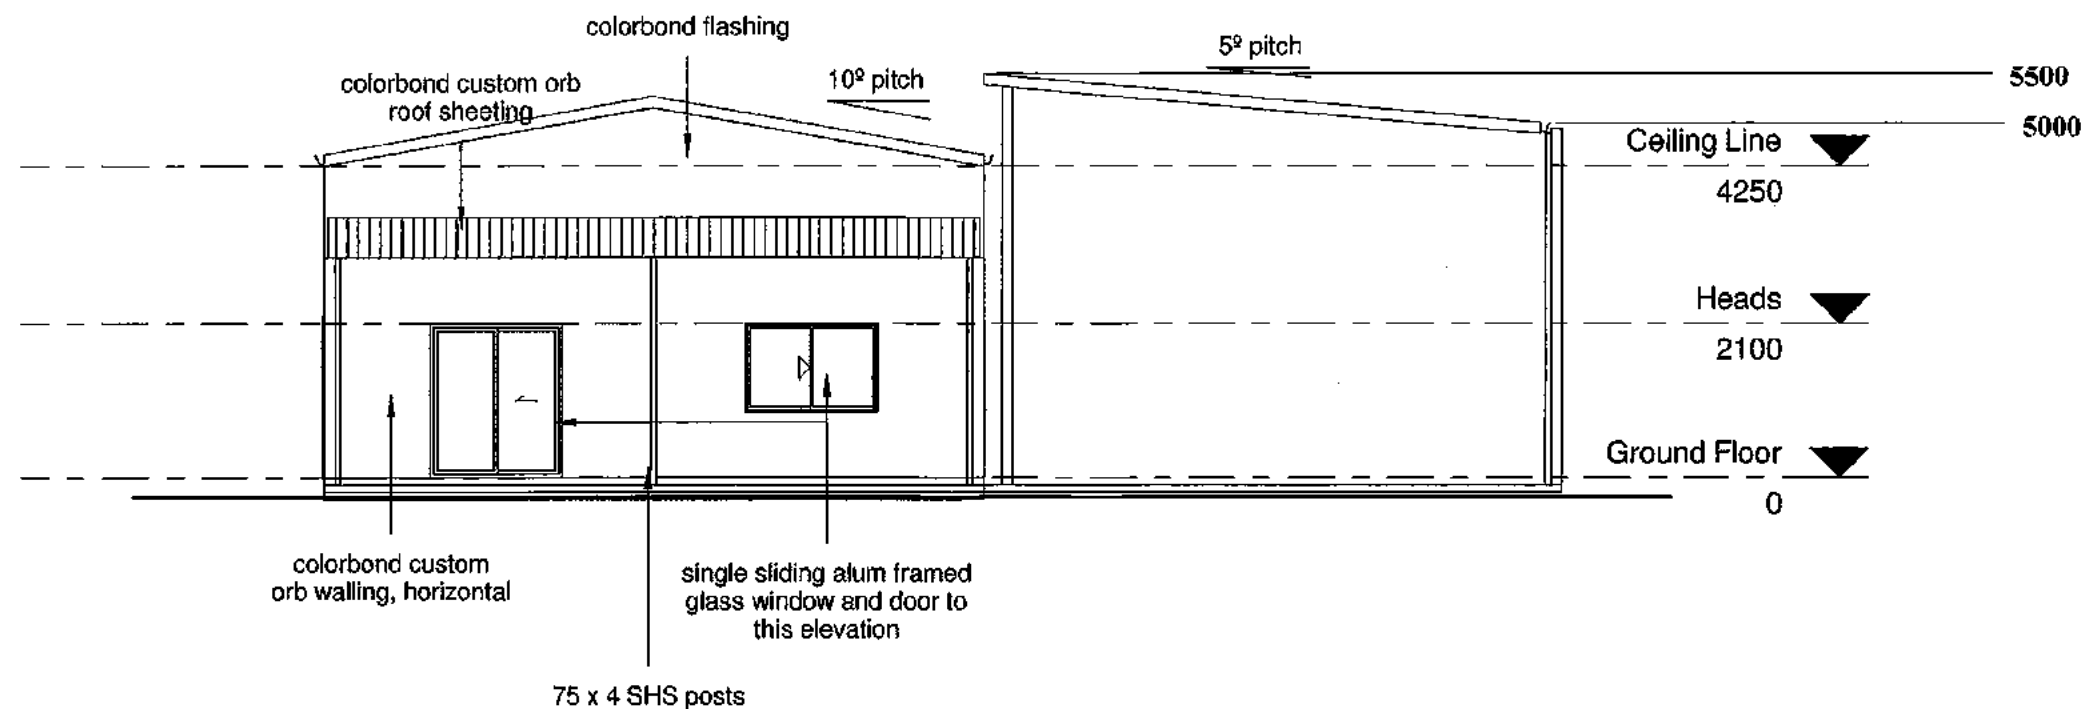 colorbond flashing
5º pitch
10º pitch
5500
colorbond custom orb
roof sheeting
5000
Ceiling Line
4250
Heads
2100
Ground Floor
0
colorbond custom
orb walling, horizontal
single sliding alum framed
glass window and door to
this elevation
75 x 4 SHS posts